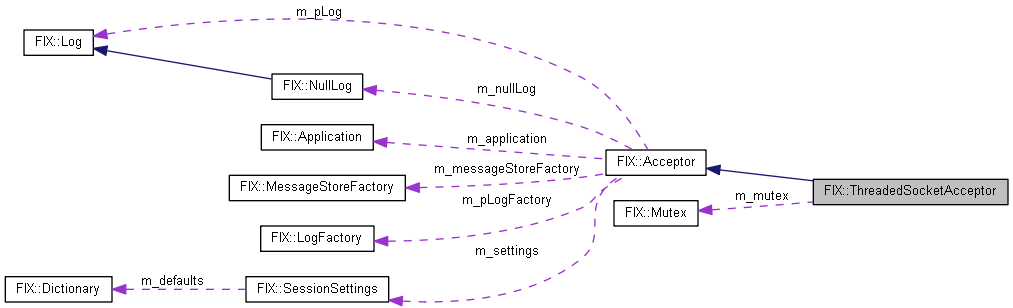 m_pLog
FIX::Log
FIX::NullLog
m_nullLog
FIX::Application
m_application
FIX::Acceptor
m_messageStoreFactory
FIX::MessageStoreFactory
FIX::ThreadedSocketAcceptor
m_mutex
m_pLogFactory
FIX::Mutex
FIX::LogFactory
m_settings
m_defaults
FIX::Dictionary
FIX::SessionSettings